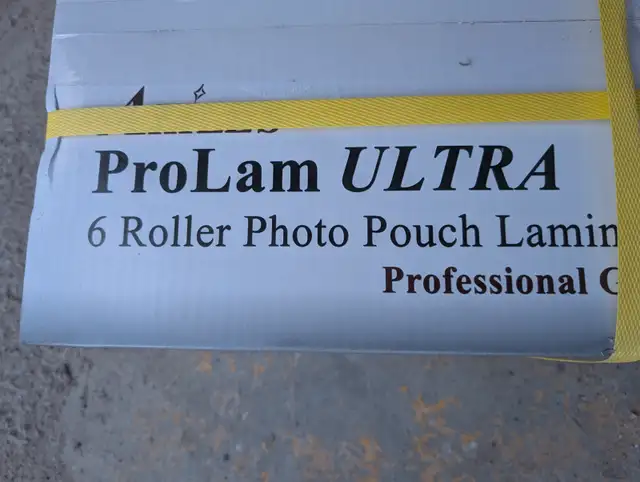 ProLam ULTRA
6 Roller Photo Pouch Lamin
Professional G